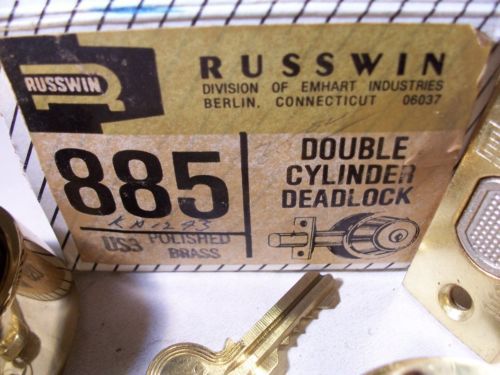 RUSSWIN
RUSSWIN
DIVISION OF EMHART INDUSTRIES
BERLIN, CONNECTICUT 06037
885
DOUBLE
CYLINDER
DEADLOCK
US3 POLISHED
BRASS